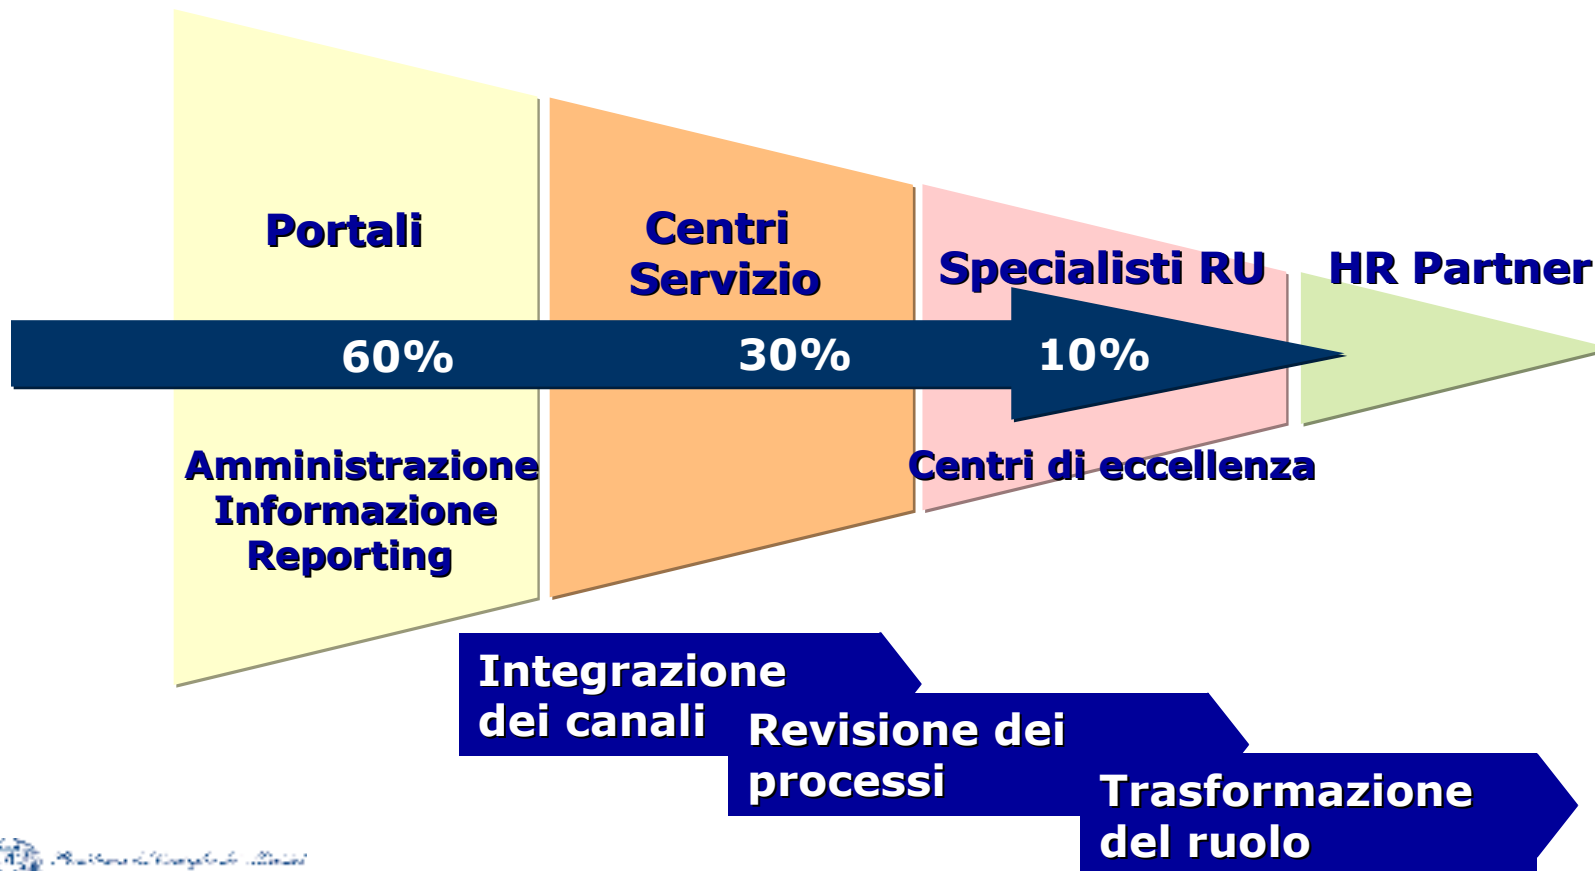 Portali
Centri
Servizio
Specialisti RU
HR Partner
60%
30%
10%
Amministrazione
Informazione
Reporting
Centri di eccellenza
Integrazione
dei canali
Revisione dei
processi
Trasformazione
del ruolo